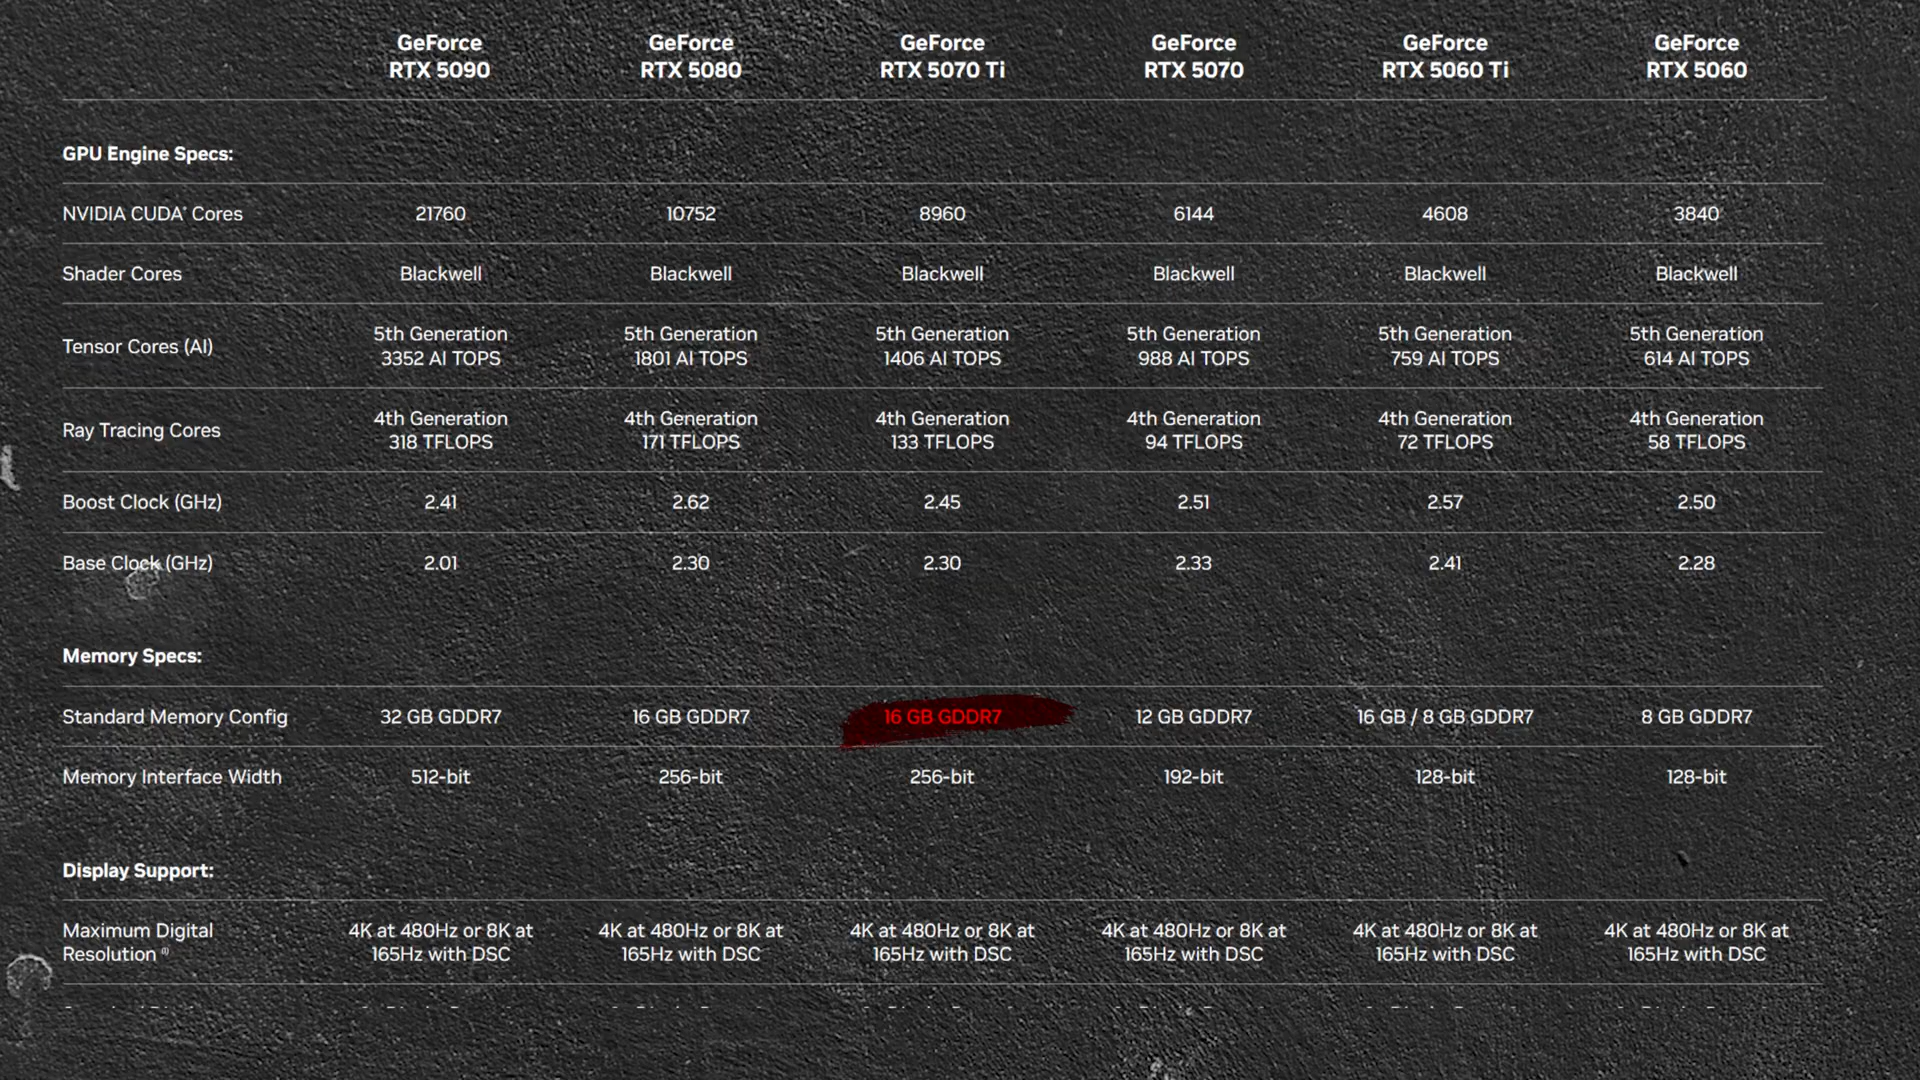 GeForce RTX 5090 GeForce RTX 5080 GeForce RTX 5070 Ti GeForce RTX 5070 GeForce RTX 5060 Ti GeForce RTX 5060
GPU Engine Specs:
NVIDIA CUDA® Cores 21760 10752 8960 6144 4608 3840
Shader Cores Blackwell Blackwell Blackwell Blackwell Blackwell Blackwell
Tensor Cores (AI) 5th Generation 3352 AI TOPS 5th Generation 1801 AI TOPS 5th Generation 1406 AI TOPS 5th Generation 988 AI TOPS 5th Generation 759 AI TOPS 5th Generation 614 AI TOPS
Ray Tracing Cores 4th Generation 318 TFLOPS 4th Generation 171 TFLOPS 4th Generation 133 TFLOPS 4th Generation 94 TFLOPS 4th Generation 72 TFLOPS 4th Generation 58 TFLOPS
Boost Clock (GHz) 2.41 2.62 2.45 2.51 2.57 2.50
Base Clock (GHz) 2.01 2.30 2.30 2.33 2.41 2.28
Memory Specs:
Standard Memory Config 32 GB GDDR7 16 GB GDDR7 16 GB GDDR7 12 GB GDDR7 16 GB / 8 GB GDDR7 8 GB GDDR7
Memory Interface Width 512-bit 256-bit 256-bit 192-bit 128-bit 128-bit
Display Support:
Maximum Digital Resolution (1) 4K at 480Hz or 8K at 165Hz with DSC 4K at 480Hz or 8K at 165Hz with DSC 4K at 480Hz or 8K at 165Hz with DSC 4K at 480Hz or 8K at 165Hz with DSC 4K at 480Hz or 8K at 165Hz with DSC 4K at 480Hz or 8K at 165Hz with DSC